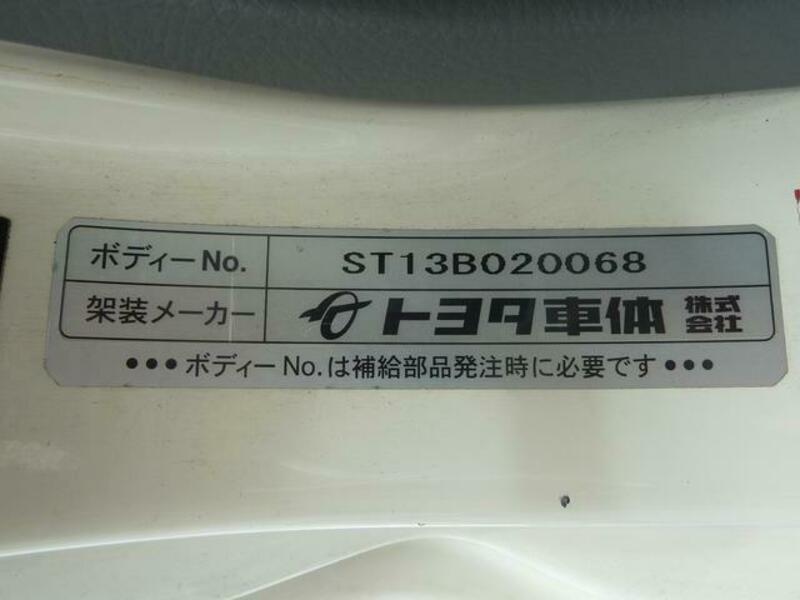 ボディーNo. ST13B020068
架装メーカー トヨタ車体 株式会社
•••ボディーNo.は補給部品発注時に必要です•••